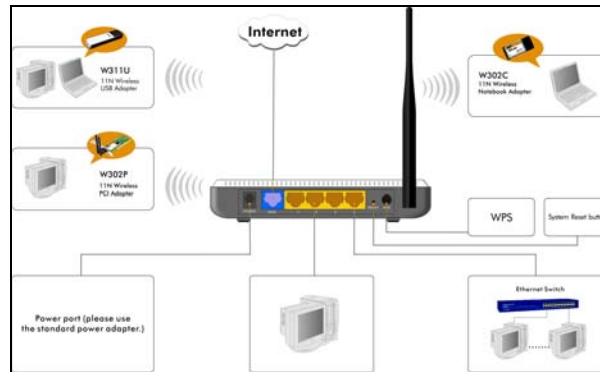 Internet
W311U
11N Wireless
USB Adapter
W302C
11N Wireless
Notebook Adapter
W302P
11N Wireless
PCI Adapter
WPS
System Reset butt
Power port (please use
the standard power adapter.)
Ethernet Switch